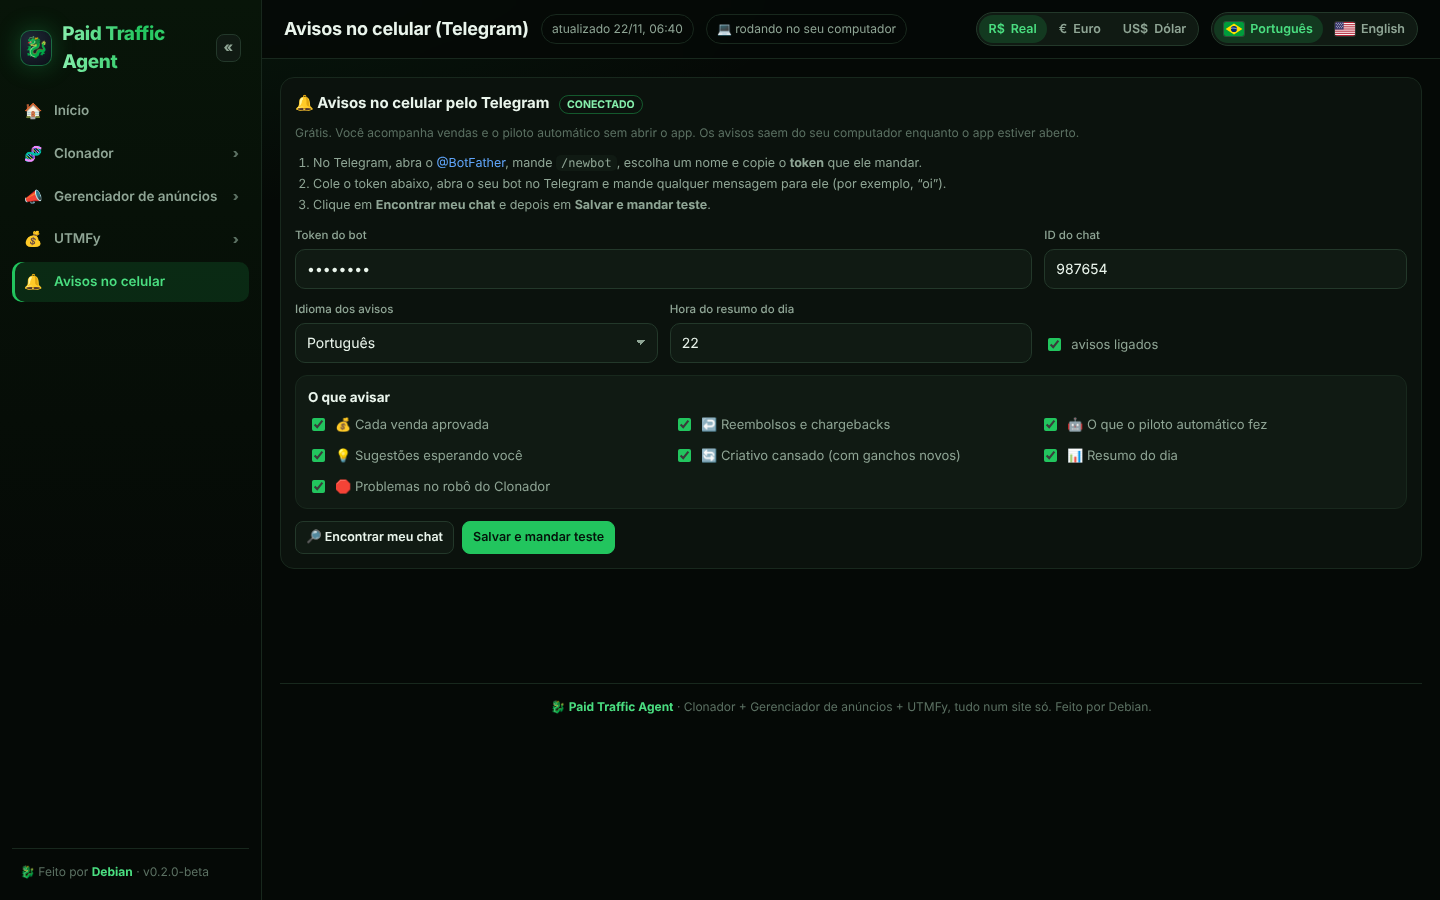 Paid Traffic Agent
«
Início
Clonador ›
Gerenciador de anúncios ›
UTMFy ›
Avisos no celular
Feito por Debian · v0.2.0-beta
Avisos no celular (Telegram)
atualizado 22/11, 06:40
rodando no seu computador
R$ Real
€ Euro
US$ Dólar
Português
English
Avisos no celular pelo Telegram CONECTADO
Grátis. Você acompanha vendas e o piloto automático sem abrir o app. Os avisos saem do seu computador enquanto o app estiver aberto.
1. No Telegram, abra o @BotFather, mande /newbot , escolha um nome e copie o token que ele mandar.
2. Cole o token abaixo, abra o seu bot no Telegram e mande qualquer mensagem para ele (por exemplo, “oi”).
3. Clique em Encontrar meu chat e depois em Salvar e mandar teste.
Token do bot
ID do chat
••••••••
987654
Idioma dos avisos
Hora do resumo do dia
Português
22
avisos ligados
O que avisar
Cada venda aprovada
Reembolsos e chargebacks
O que o piloto automático fez
Sugestões esperando você
Criativo cansado (com ganchos novos)
Resumo do dia
Problemas no robô do Clonador
Encontrar meu chat
Salvar e mandar teste
Paid Traffic Agent · Clonador + Gerenciador de anúncios + UTMFy, tudo num site só. Feito por Debian.